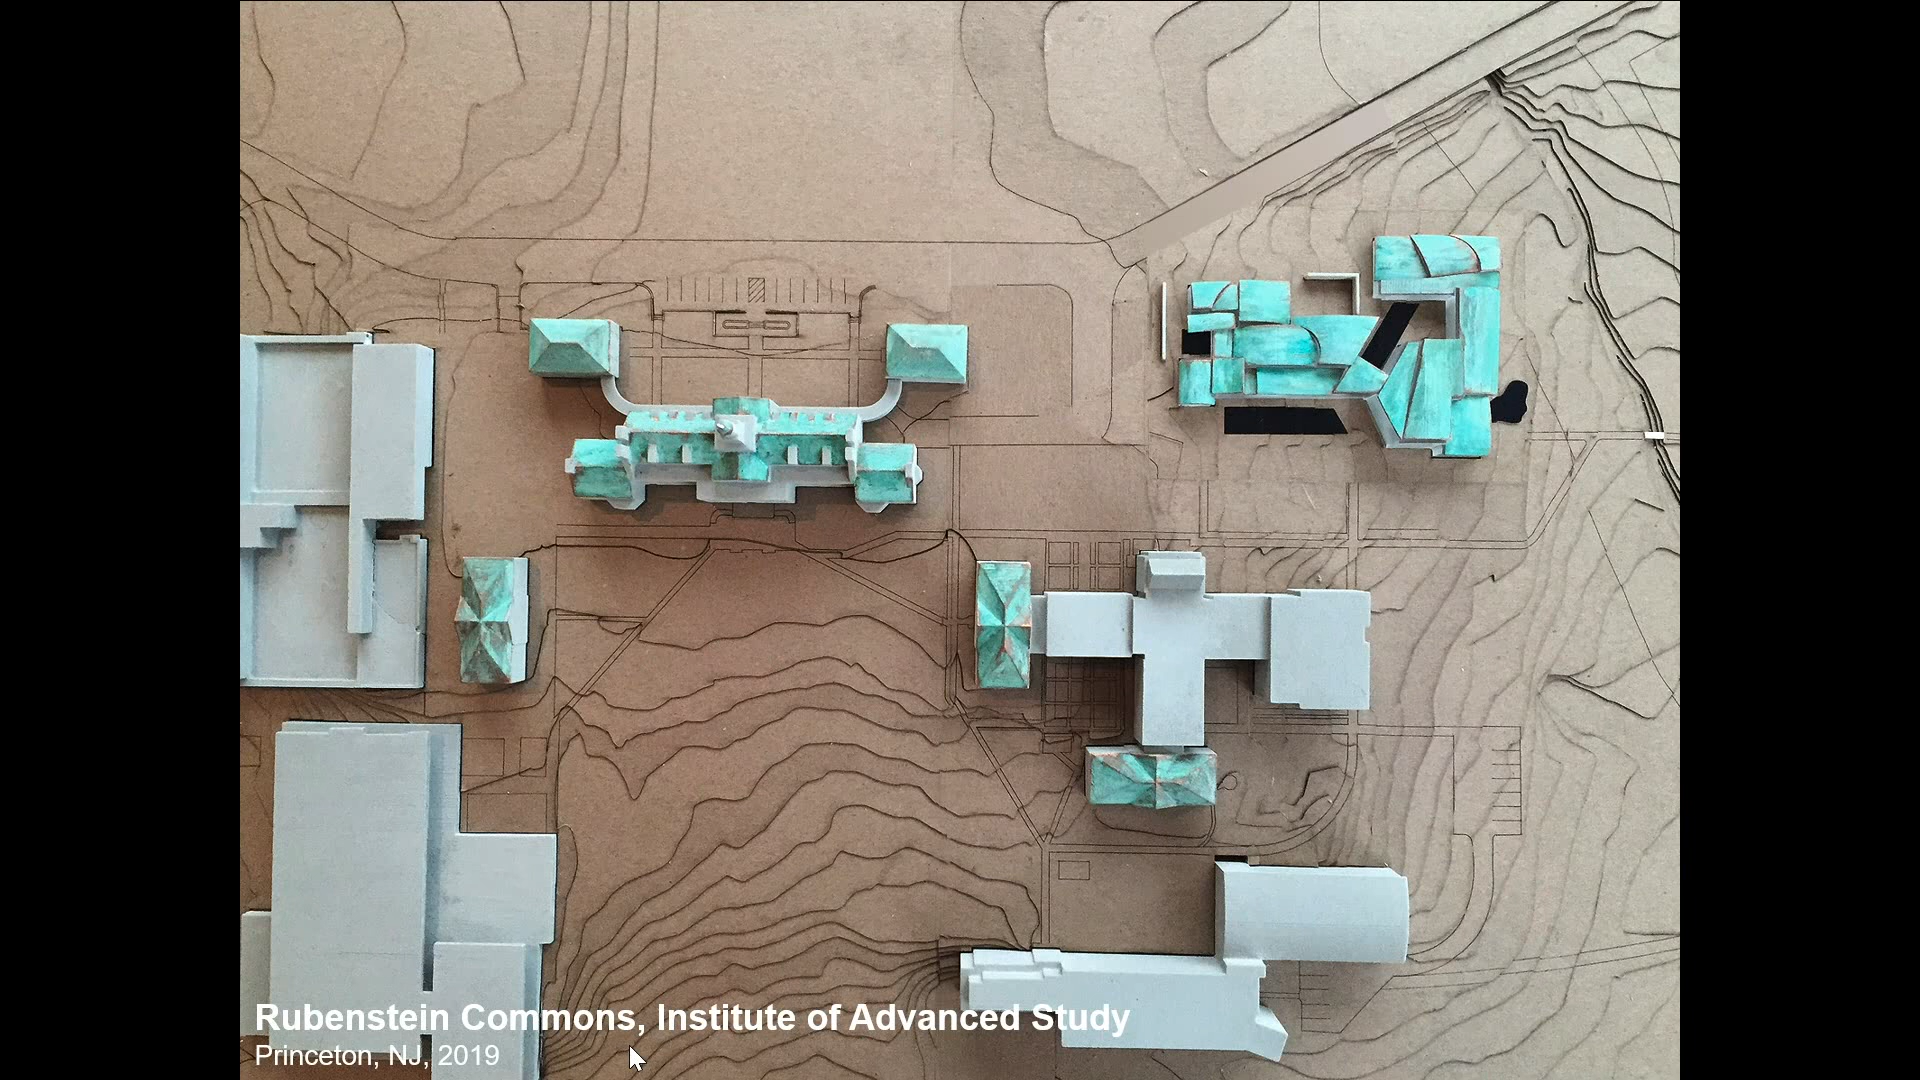 Rubenstein Commons, Institute of Advanced Study
Princeton, NJ, 2019